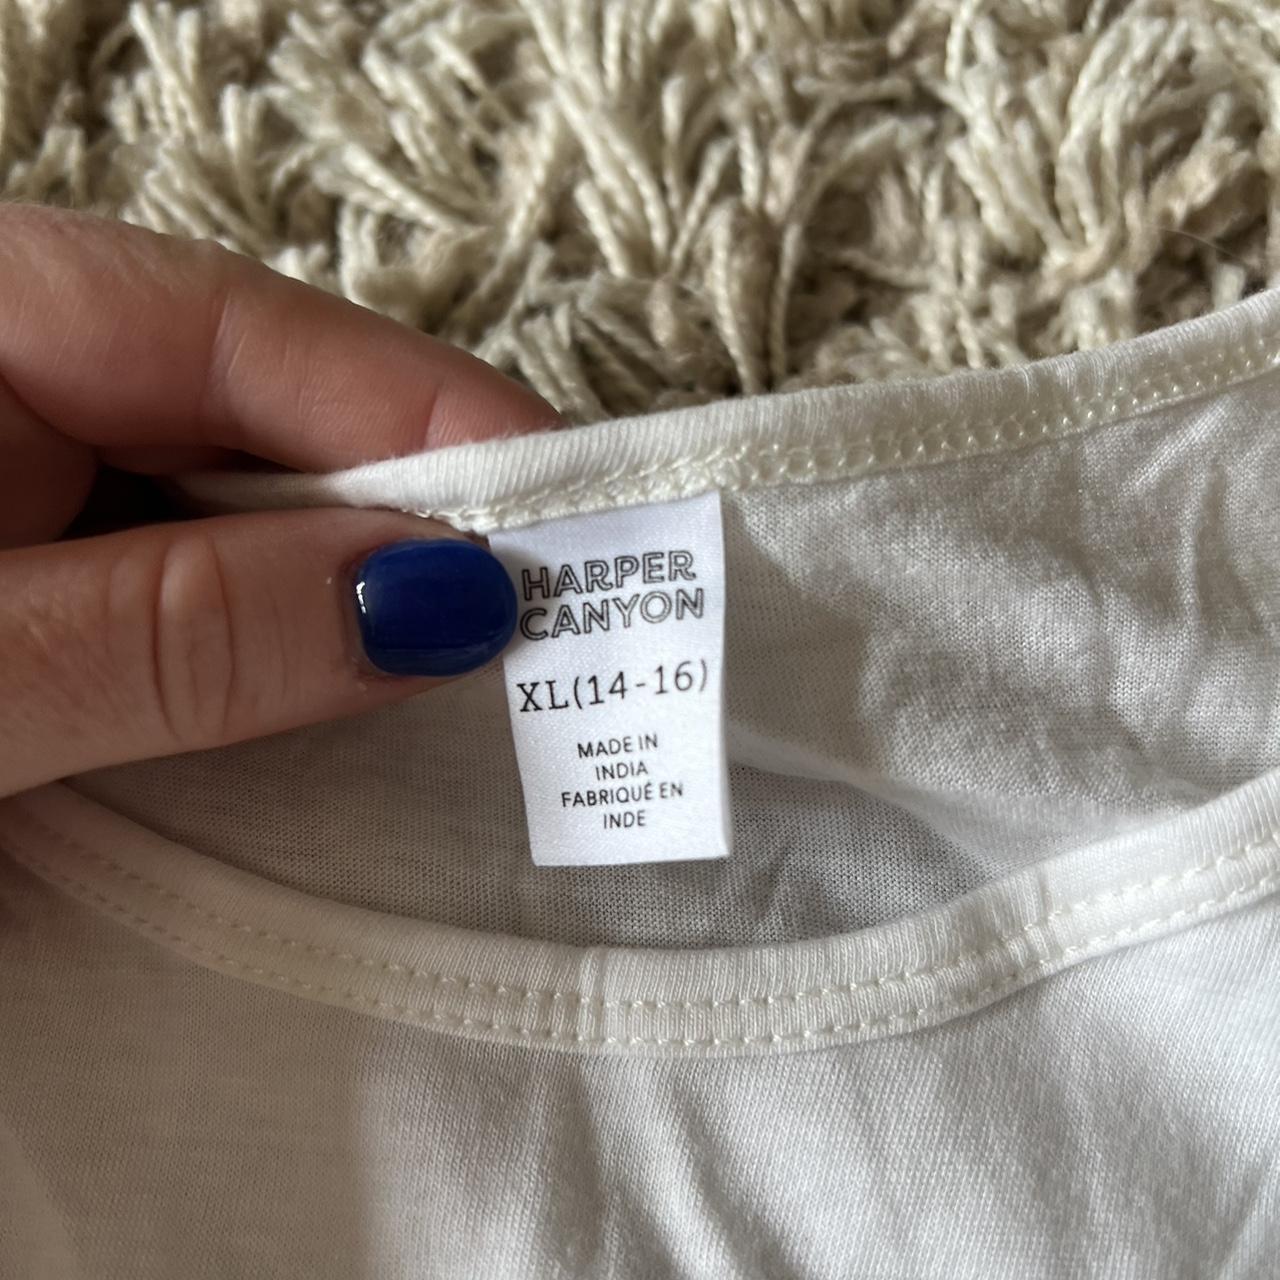 HARPER
CANYON
XL(14-16)
MADE IN
INDIA
FABRIQUÉ EN
INDE